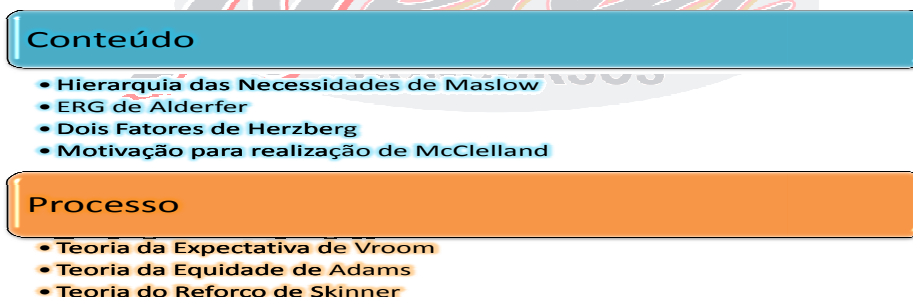 Conteúdo
• Hierarquia das Necessidades de Maslow
• ERG de Alderfer
• Dois Fatores de Herzberg
• Motivação para realização de McClelland
Processo
• Teoria da Expectativa de Vroom
• Teoria da Equidade de Adams
• Teoria do Reforço de Skinner